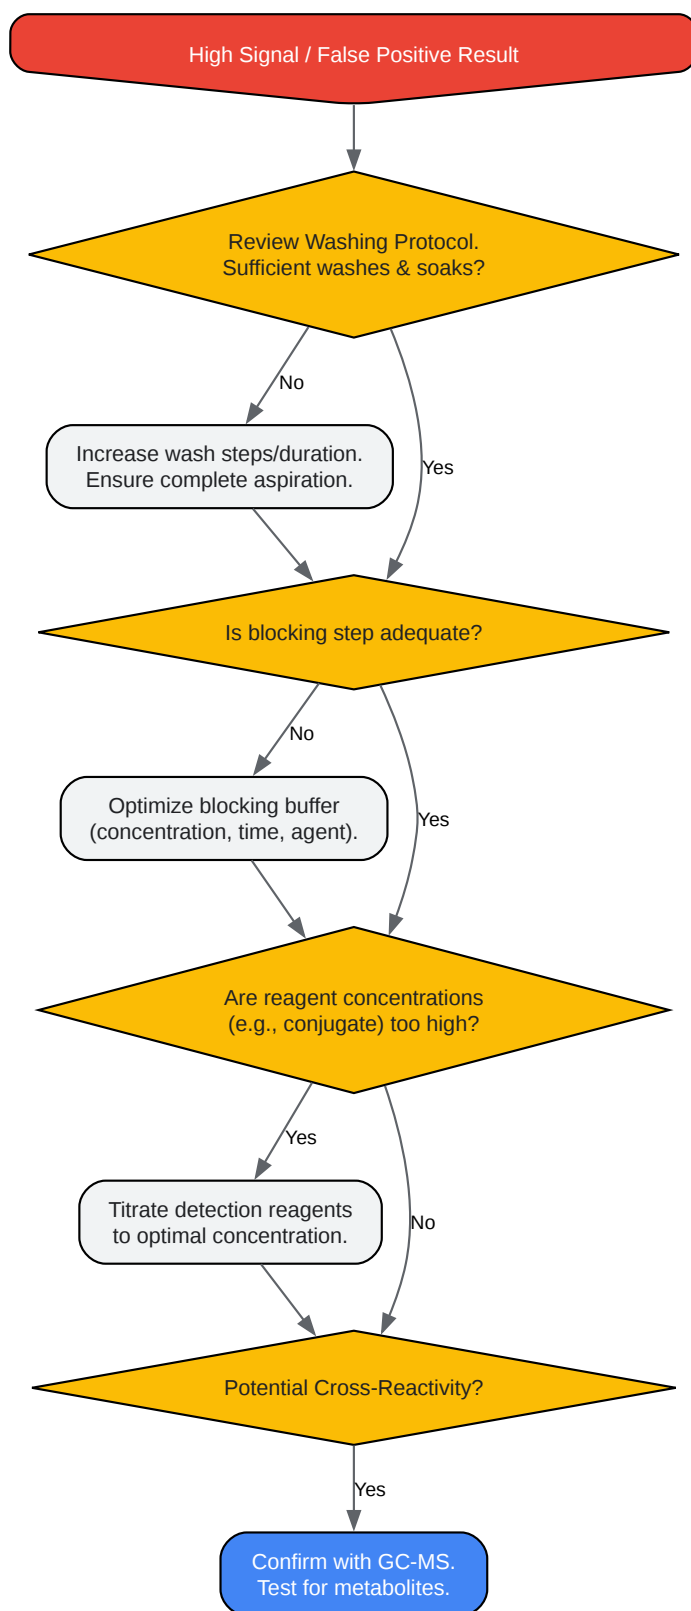 High Signal / False Positive Result
Review Washing Protocol.
Sufficient washes & soaks?
No
Yes
Increase wash steps/duration.
Ensure complete aspiration.
Is blocking step adequate?
No
Yes
Optimize blocking buffer
(concentration, time, agent).
Are reagent concentrations
(e.g., conjugate) too high?
Yes
No
Titrate detection reagents
to optimal concentration.
Potential Cross-Reactivity?
Yes
Confirm with GC-MS.
Test for metabolites.